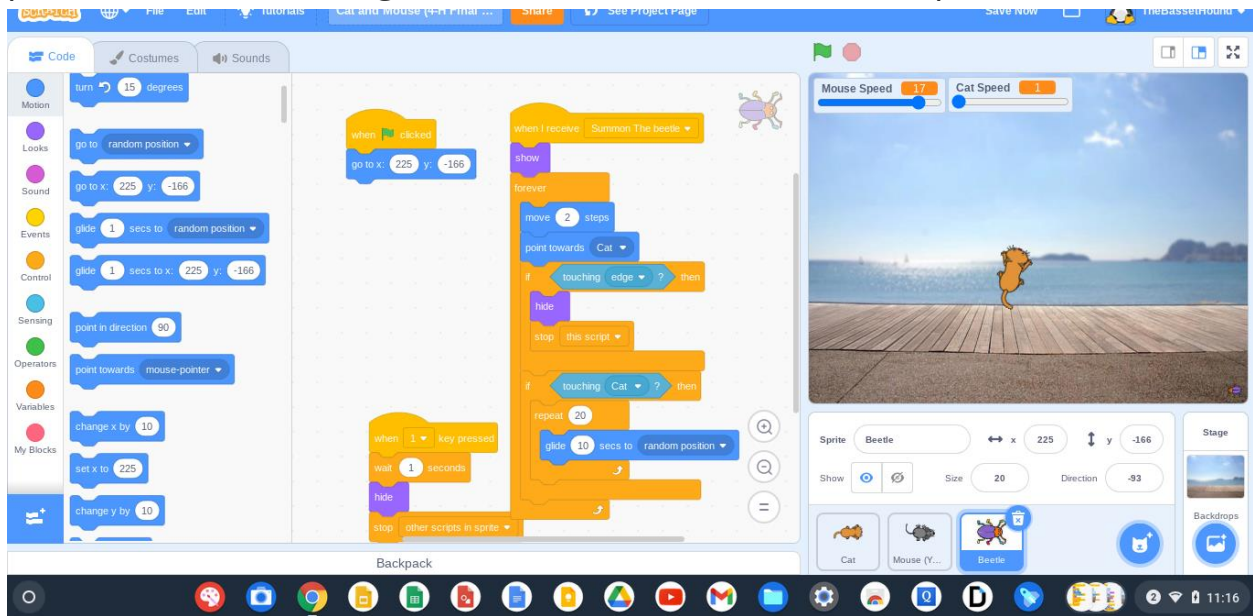 SCRATCH File Edit Tutorials Cat and Mouse (4-H Final ... Share See Project Page Save Now TheBassetHound
Code Costumes Sounds
Motion
Looks
Sound
Events
Control
Sensing
Operators
Variables
My Blocks
turn 15 degrees
go to random position
go to x: 225 y: -166
glide 1 secs to random position
glide 1 secs to x: 225 y: -166
point in direction 90
point towards mouse-pointer
change x by 10
set x to 225
change y by 10
when clicked
go to x: 225 y: -166
when 1 key pressed
wait 1 seconds
hide
stop other scripts in sprite
when I receive Summon The beetle
show
forever
move 2 steps
point towards Cat
if touching edge ? then
hide
stop this script
if touching Cat ? then
repeat 20
glide 10 secs to random position
Backpack
Mouse Speed 17 Cat Speed 1
Sprite Beetle x 225 y -166
Show Size 20 Direction -93
Cat Mouse (Y... Beetle
Stage
Backdrops
2 11:16